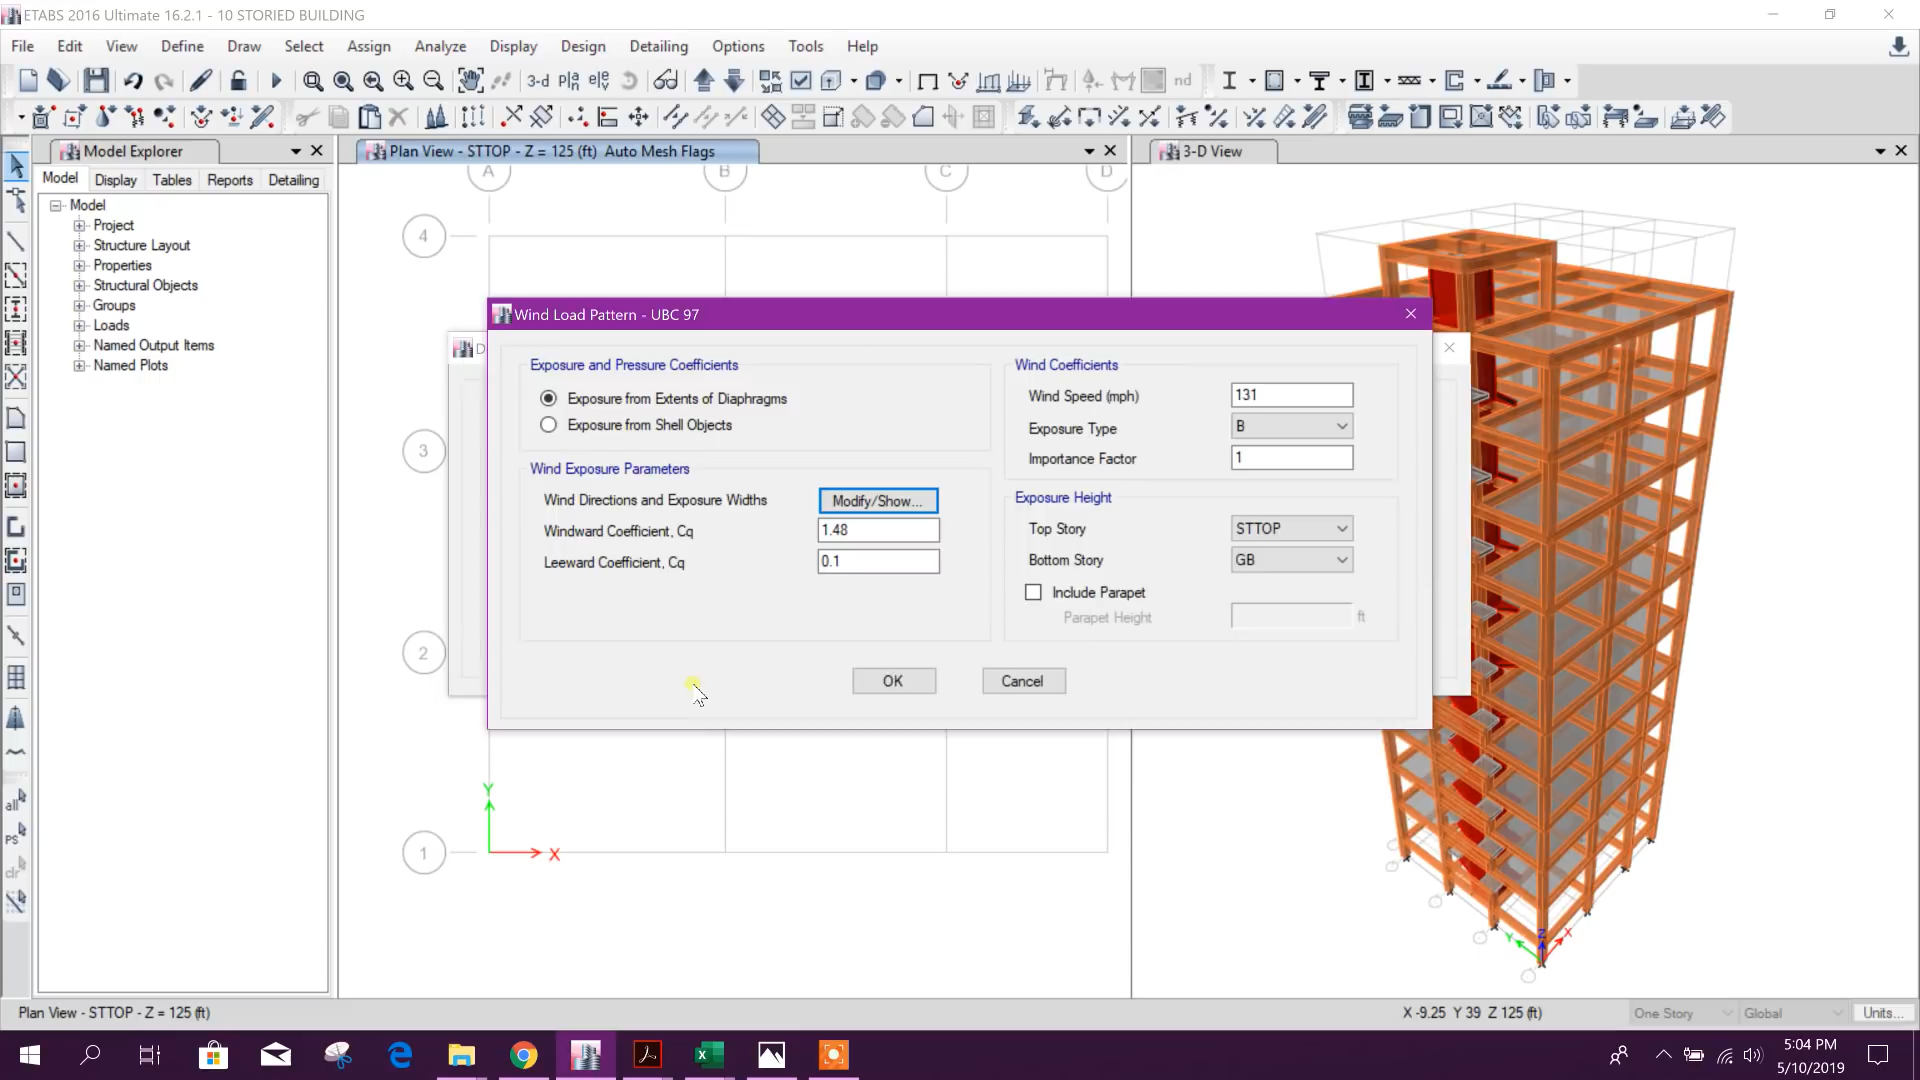 ETABS 2016 Ultimate 16.2.1 - 10 STORIED BUILDING
File Edit View Define Draw Select Assign Analyze Display Design Detailing Options Tools Help
3-d
nd
Model Explorer
Plan View - STTOP - Z = 125 (ft) Auto Mesh Flags
3-D View
Model Display Tables Reports Detailing
Model
Project
Structure Layout
Properties
Structural Objects
Groups
Loads
Named Output Items
Named Plots
A B C D
4
3
2
1
Y
X
Wind Load Pattern - UBC 97
D
Exposure and Pressure Coefficients
Exposure from Extents of Diaphragms
Exposure from Shell Objects
Wind Exposure Parameters
Wind Directions and Exposure Widths Modify/Show...
Windward Coefficient, Cq 1.48
Leeward Coefficient, Cq 0.1
Wind Coefficients
Wind Speed (mph) 131
Exposure Type B
Importance Factor 1
Exposure Height
Top Story STTOP
Bottom Story GB
Include Parapet
Parapet Height ft
OK Cancel
all
PS
clr
Y Z X
Plan View - STTOP - Z = 125 (ft)
X -9.25 Y 39 Z 125 (ft)
One Story Global Units...
5:04 PM
5/10/2019